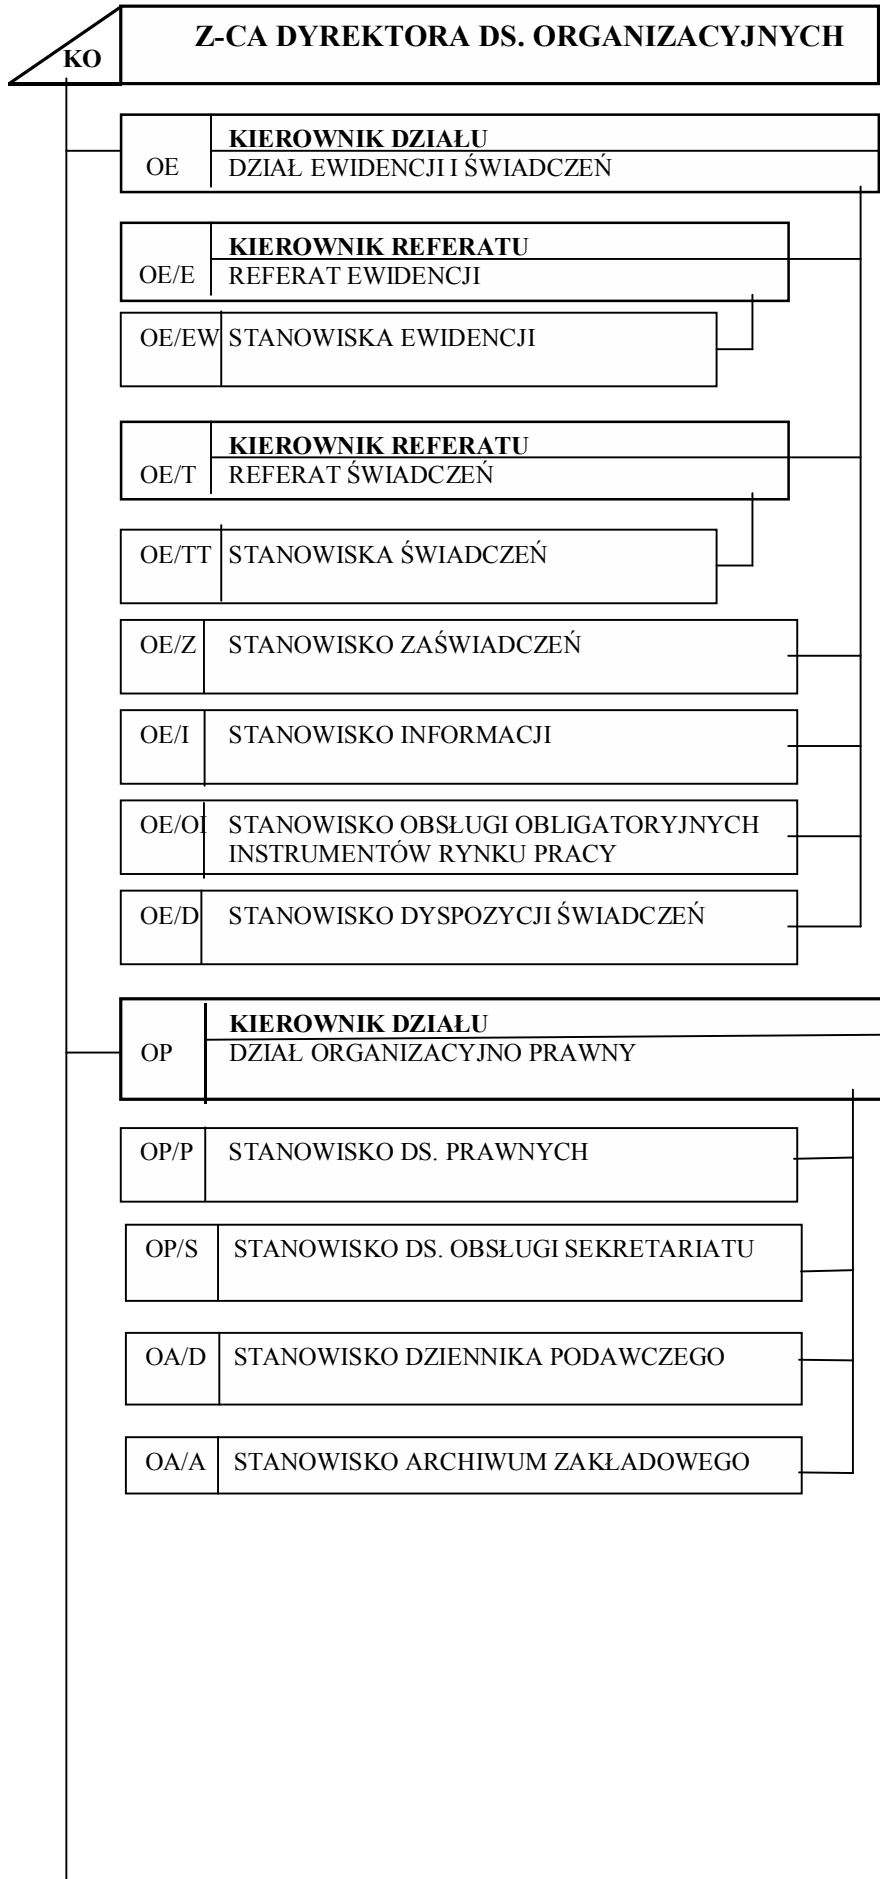 KO Z-CA DYREKTORA DS. ORGANIZACYJNYCH
KIEROWNIK DZIAŁU
OE DZIAŁ EWIDENCJI I ŚWIADCZEŃ
KIEROWNIK REFERATU
OE/E REFERAT EWIDENCJI
OE/EW STANOWISKA EWIDENCJI
KIEROWNIK REFERATU
OE/T REFERAT ŚWIADCZEŃ
OE/TT STANOWISKA ŚWIADCZEŃ
OE/Z STANOWISKO ZAŚWIADCZEŃ
OE/I STANOWISKO INFORMACJI
OE/OI STANOWISKO OBSŁUGI OBLIGATORYJNYCH
INSTRUMENTÓW RYNKU PRACY
OE/D STANOWISKO DYSPOZYCJI ŚWIADCZEŃ
KIEROWNIK DZIAŁU
OP DZIAŁ ORGANIZACYJNO PRAWNY
OP/P STANOWISKO DS. PRAWNYCH
OP/S STANOWISKO DS. OBSŁUGI SEKRETARIATU
OA/D STANOWISKO DZIENNIKA PODAWCZEGO
OA/A STANOWISKO ARCHIWUM ZAKŁADOWEGO